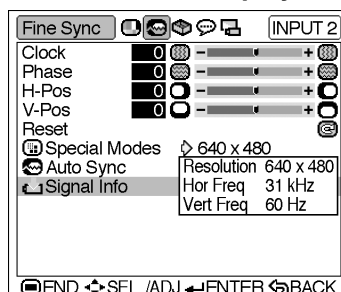 Fine Sync INPUT 2
Clock 0 - +
Phase 0 - +
H-Pos 0 - +
V-Pos 0 - +
Reset
Special Modes 640 x 480
Auto Sync
Signal Info
Resolution 640 x 480
Hor Freq 31 kHz
Vert Freq 60 Hz
END SEL./ADJ ENTER BACK